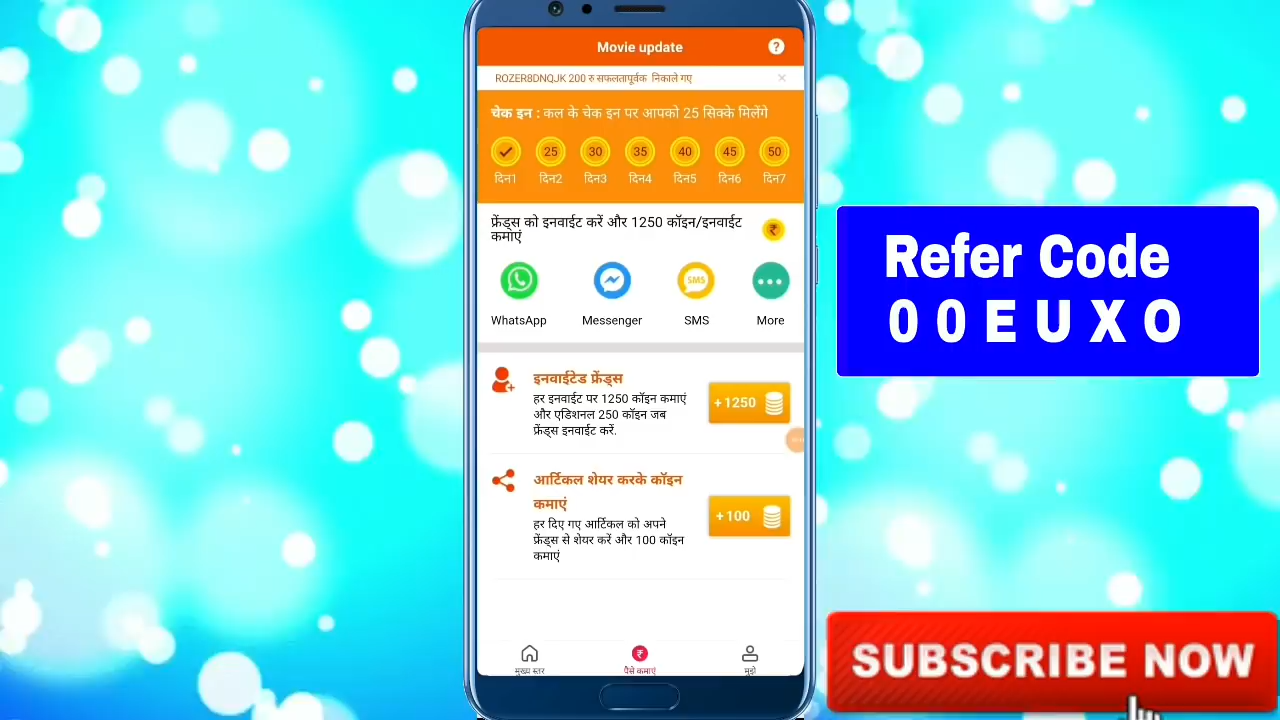 Movie update
?
ROZER8DNQJK 200 रु सफलतापूर्वक निकाले गए
चेक इन : कल के चेक इन पर आपको 25 सिक्के मिलेंगे
25 30 35 40 45 50
दिन1 दिन2 दिन3 दिन4 दिन5 दिन6 दिन7
फ्रेंड्स को इनवाईट करें और 1250 कॉइन/इनवाईट
कमाएं
₹
SMS
WhatsApp Messenger SMS More
इनवाईटेड फ्रेंड्स
हर इनवाईट पर 1250 कॉइन कमाएं
और एडिशनल 250 कॉइन जब
फ्रेंड्स इनवाईट करें.
+1250
आर्टिकल शेयर करके कॉइन
कमाएं
हर दिए गए आर्टिकल को अपने
फ्रेंड्स से शेयर करें और 100 कॉइन
कमाएं
+100
₹
मुख्य स्तर पैसे कमाएं मुझे
Refer Code
0 0 E U X O
SUBSCRIBE NOW